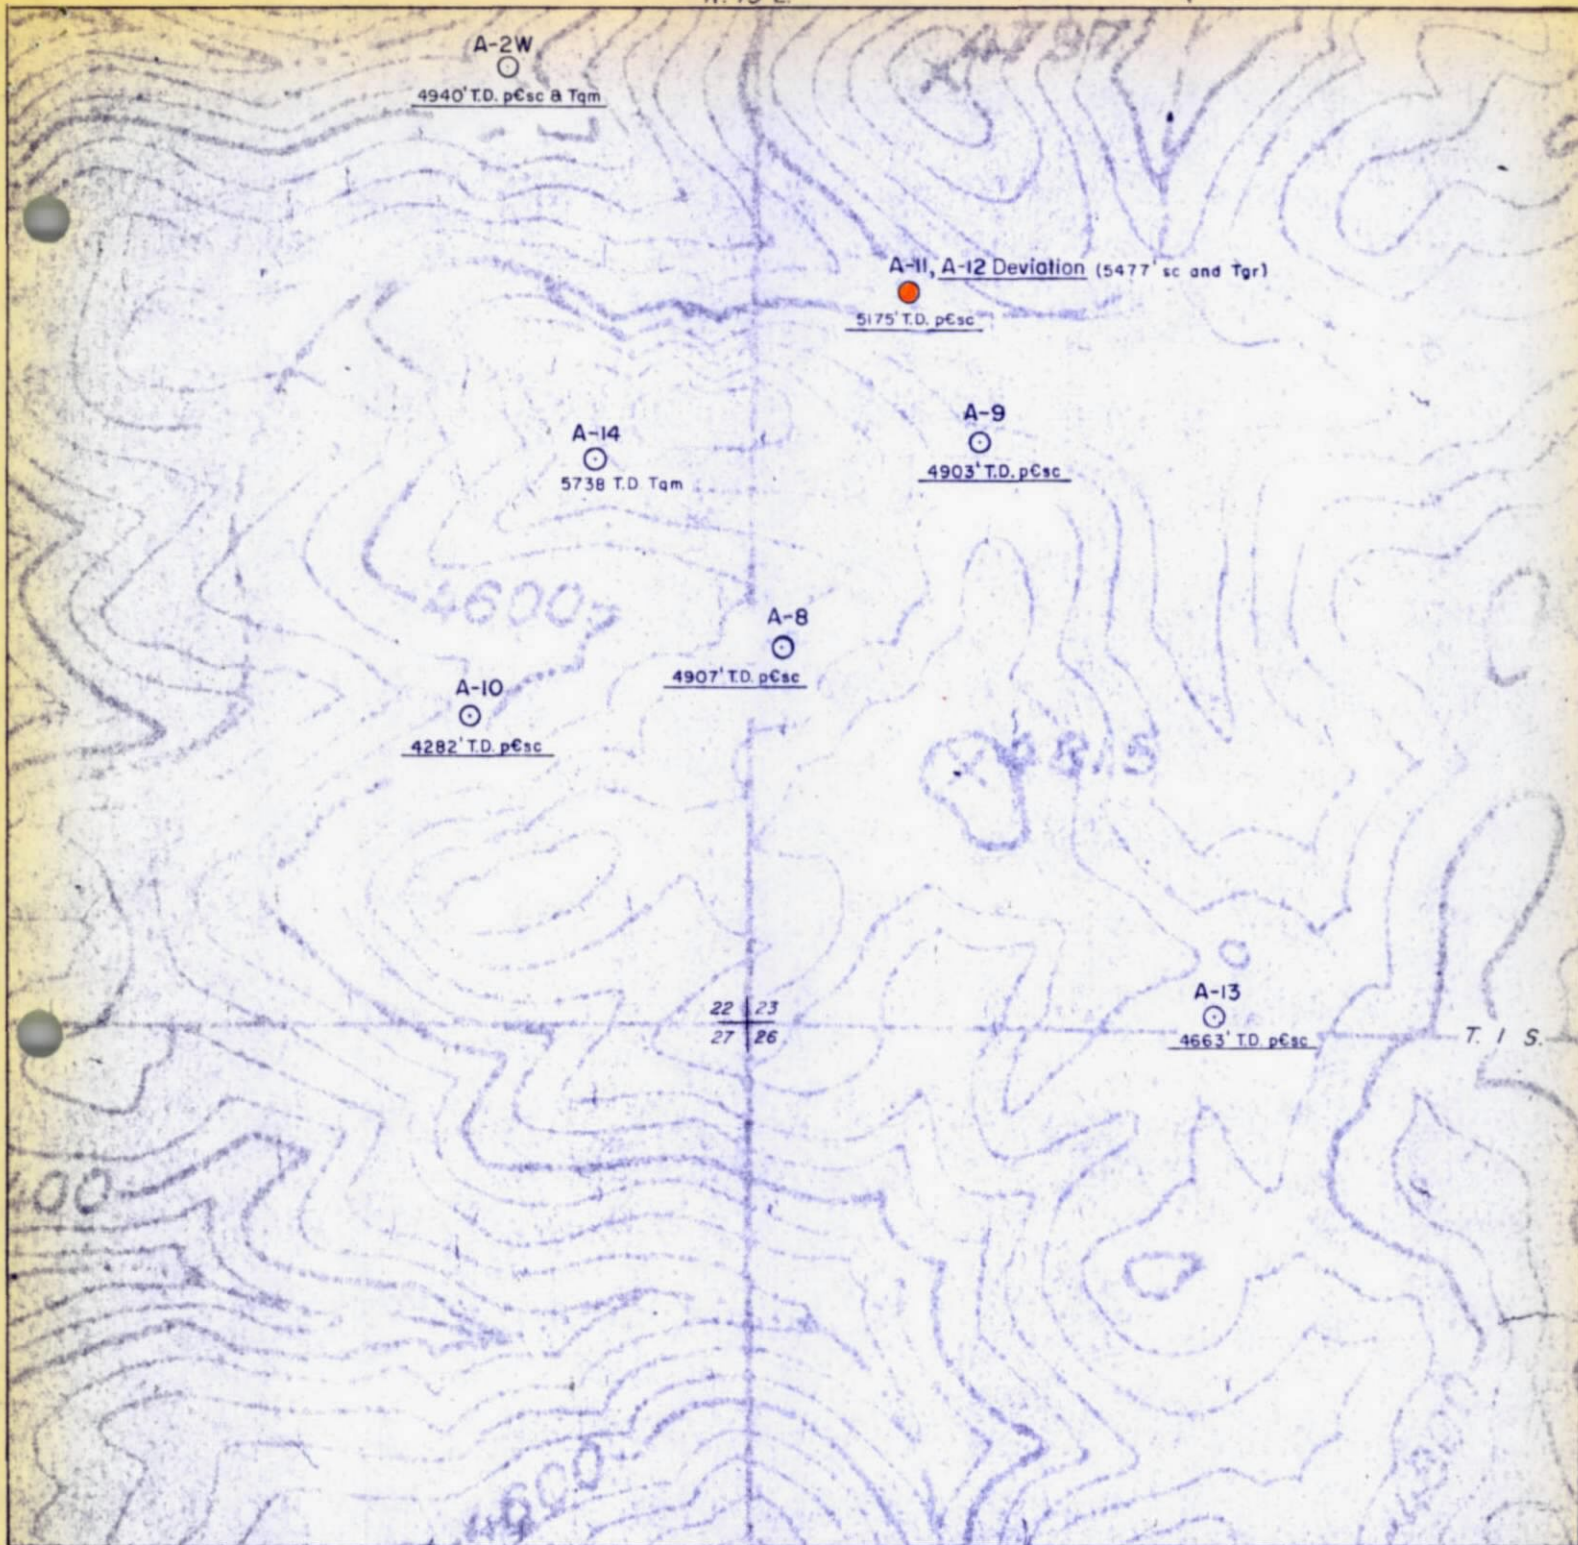 A-2W
4940' T.D. p€sc & Tqm
A-11, A-12 Deviation (5477' sc and Tgr)
5175' T.D. p€sc
A-9
4903' T.D. p€sc
A-14
5738 T.D Tqm
4600
A-8
4907' T.D. p€sc
A-10
4282' T.D. p€sc
22 23
27 26
A-13
4663' T.D. p€sc
T. 1 S.
400
4600